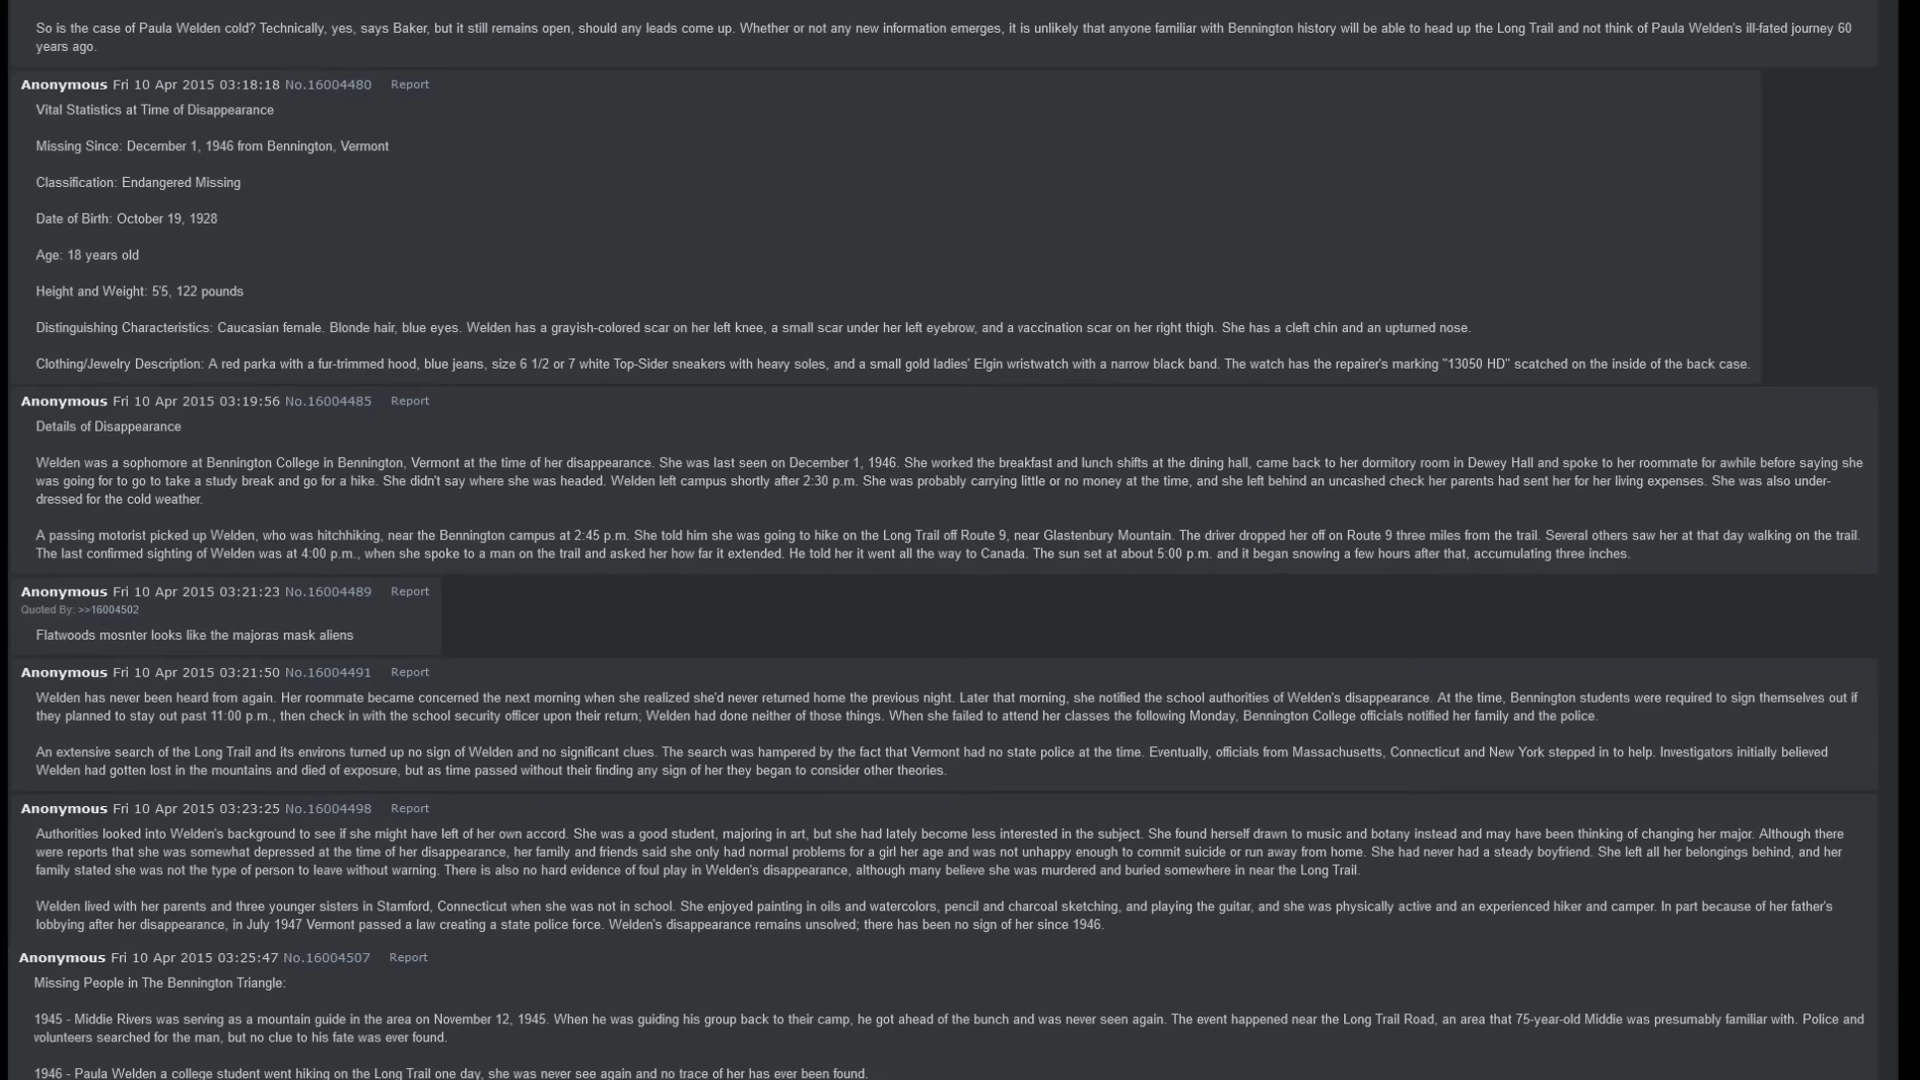 So is the case of Paula Welden cold? Technically, yes, says Baker, but it still remains open, should any leads come up. Whether or not any new information emerges, it is unlikely that anyone familiar with Bennington history will be able to head up the Long Trail and not think of Paula Welden's ill-fated journey 60
years ago.
Anonymous Fri 10 Apr 2015 03:18:18 No.16004480 Report
Vital Statistics at Time of Disappearance
Missing Since: December 1, 1946 from Bennington, Vermont
Classification: Endangered Missing
Date of Birth: October 19, 1928
Age: 18 years old
Height and Weight: 5'5, 122 pounds
Distinguishing Characteristics: Caucasian female. Blonde hair, blue eyes. Welden has a grayish-colored scar on her left knee, a small scar under her left eyebrow, and a vaccination scar on her right thigh. She has a cleft chin and an upturned nose.
Clothing/Jewelry Description: A red parka with a fur-trimmed hood, blue jeans, size 6 1/2 or 7 white Top-Sider sneakers with heavy soles, and a small gold ladies' Elgin wristwatch with a narrow black band. The watch has the repairer's marking "13050 HD" scatched on the inside of the back case.
Anonymous Fri 10 Apr 2015 03:19:56 No.16004485 Report
Details of Disappearance
Welden was a sophomore at Bennington College in Bennington, Vermont at the time of her disappearance. She was last seen on December 1, 1946. She worked the breakfast and lunch shifts at the dining hall, came back to her dormitory room in Dewey Hall and spoke to her roommate for awhile before saying she
was going for to go to take a study break and go for a hike. She didn't say where she was headed. Welden left campus shortly after 2:30 p.m. She was probably carrying little or no money at the time, and she left behind an uncashed check her parents had sent her for her living expenses. She was also under-
dressed for the cold weather.
A passing motorist picked up Welden, who was hitchhiking, near the Bennington campus at 2:45 p.m. She told him she was going to hike on the Long Trail off Route 9, near Glastenbury Mountain. The driver dropped her off on Route 9 three miles from the trail. Several others saw her at that day walking on the trail.
The last confirmed sighting of Welden was at 4:00 p.m., when she spoke to a man on the trail and asked her how far it extended. He told her it went all the way to Canada. The sun set at about 5:00 p.m. and it began snowing a few hours after that, accumulating three inches.
Anonymous Fri 10 Apr 2015 03:21:23 No.16004489 Report
Quoted By: >>16004502
Flatwoods mosnter looks like the majoras mask aliens
Anonymous Fri 10 Apr 2015 03:21:50 No.16004491 Report
Welden has never been heard from again. Her roommate became concerned the next morning when she realized she'd never returned home the previous night. Later that morning, she notified the school authorities of Welden's disappearance. At the time, Bennington students were required to sign themselves out if
they planned to stay out past 11:00 p.m., then check in with the school security officer upon their return; Welden had done neither of those things. When she failed to attend her classes the following Monday, Bennington College officials notified her family and the police.
An extensive search of the Long Trail and its environs turned up no sign of Welden and no significant clues. The search was hampered by the fact that Vermont had no state police at the time. Eventually, officials from Massachusetts, Connecticut and New York stepped in to help. Investigators initially believed
Welden had gotten lost in the mountains and died of exposure, but as time passed without their finding any sign of her they began to consider other theories.
Anonymous Fri 10 Apr 2015 03:23:25 No.16004498 Report
Authorities looked into Welden's background to see if she might have left of her own accord. She was a good student, majoring in art, but she had lately become less interested in the subject. She found herself drawn to music and botany instead and may have been thinking of changing her major. Although there
were reports that she was somewhat depressed at the time of her disappearance, her family and friends said she only had normal problems for a girl her age and was not unhappy enough to commit suicide or run away from home. She had never had a steady boyfriend. She left all her belongings behind, and her
family stated she was not the type of person to leave without warning. There is also no hard evidence of foul play in Welden's disappearance, although many believe she was murdered and buried somewhere in near the Long Trail.
Welden lived with her parents and three younger sisters in Stamford, Connecticut when she was not in school. She enjoyed painting in oils and watercolors, pencil and charcoal sketching, and playing the guitar, and she was physically active and an experienced hiker and camper. In part because of her father's
lobbying after her disappearance, in July 1947 Vermont passed a law creating a state police force. Welden's disappearance remains unsolved; there has been no sign of her since 1946.
Anonymous Fri 10 Apr 2015 03:25:47 No.16004507 Report
Missing People in The Bennington Triangle:
1945 - Middie Rivers was serving as a mountain guide in the area on November 12, 1945. When he was guiding his group back to their camp, he got ahead of the bunch and was never seen again. The event happened near the Long Trail Road, an area that 75-year-old Middie was presumably familiar with. Police and
volunteers searched for the man, but no clue to his fate was ever found.
1946 - Paula Welden a college student went hiking on the Long Trail one day, she was never see again and no trace of her has ever been found.